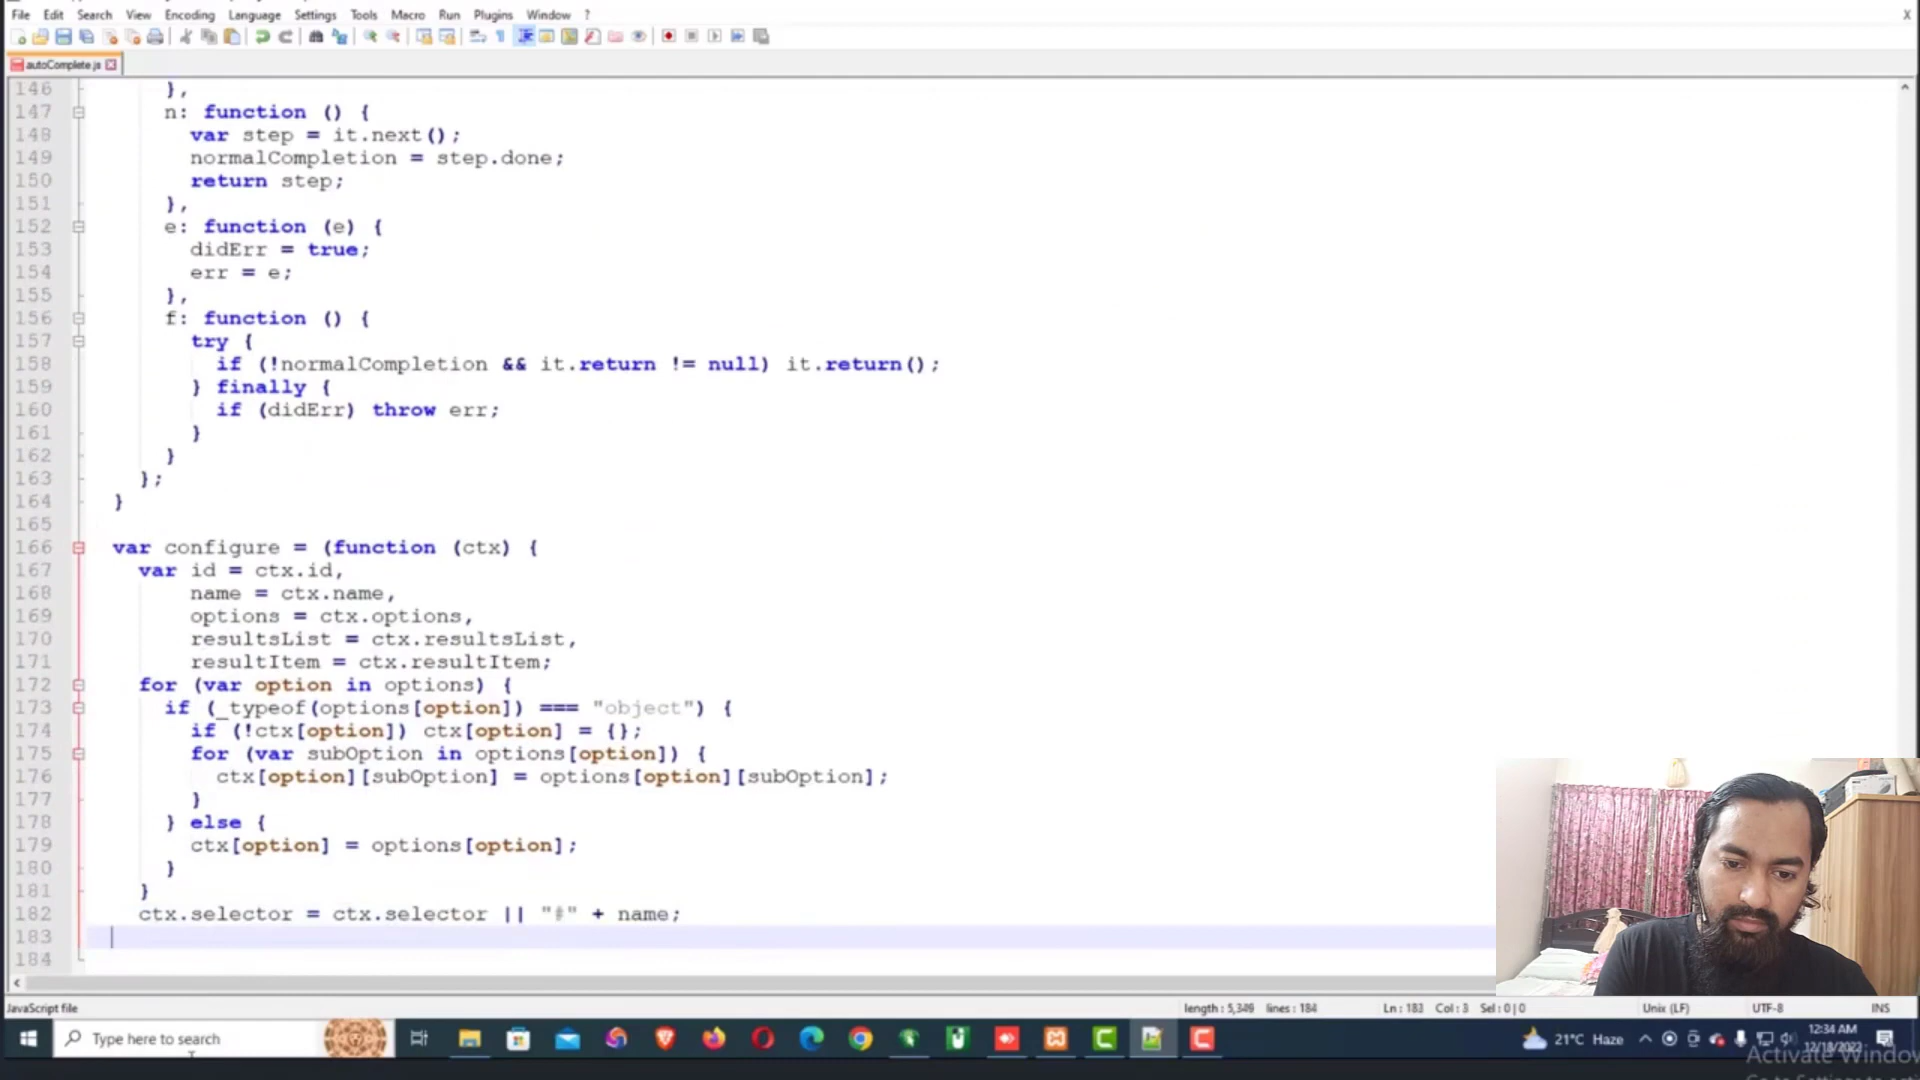 File Edit Search View Encoding Language Settings Tools Macro Run Plugins Window ? X
autoComplete.js
146 },
147 n: function () {
148 var step = it.next();
149 normalCompletion = step.done;
150 return step;
151 },
152 e: function (e) {
153 didErr = true;
154 err = e;
155 },
156 f: function () {
157 try {
158 if (!normalCompletion && it.return != null) it.return();
159 } finally {
160 if (didErr) throw err;
161 }
162 }
163 };
164 }
165
166 var configure = (function (ctx) {
167 var id = ctx.id,
168 name = ctx.name,
169 options = ctx.options,
170 resultsList = ctx.resultsList,
171 resultItem = ctx.resultItem;
172 for (var option in options) {
173 if (_typeof(options[option]) === "object") {
174 if (!ctx[option]) ctx[option] = {};
175 for (var subOption in options[option]) {
176 ctx[option][subOption] = options[option][subOption];
177 }
178 } else {
179 ctx[option] = options[option];
180 }
181 }
182 ctx.selector = ctx.selector || "#" + name;
183
184
JavaScript file length : 5,349 lines : 184 Ln : 183 Col : 3 Sel : 0 | 0 Unix (LF) UTF-8 INS
Type here to search 21°C Haze 12:34 AM
Activate Window